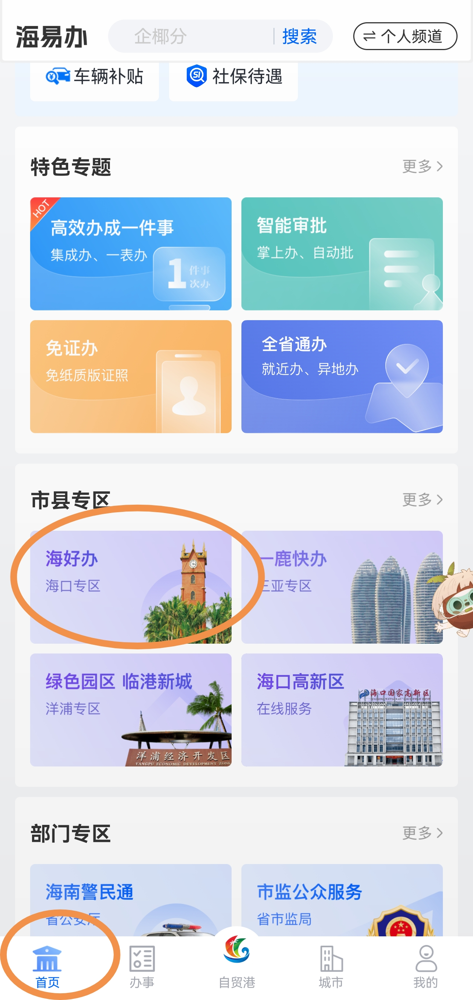 海易办
企椰分
搜索
个人频道
车辆补贴
社保待遇
特色专题
更多
HOT
高效办成一件事
集成办、一表办
1 件事
次办
智能审批
掌上办、自动批
免证办
免纸质版证照
全省通办
就近办、异地办
市县专区
更多
海好办
海口专区
一鹿快办
三亚专区
绿色园区 临港新城
洋浦专区
洋浦经济开发区
YANGPU ECONOMIC DEVELOPMENT ZONE
海口高新区
在线服务
海口国家高新区
部门专区
更多
海南警民通
省公安厅
市监公众服务
省市监局
首页
办事
自贸港
城市
我的